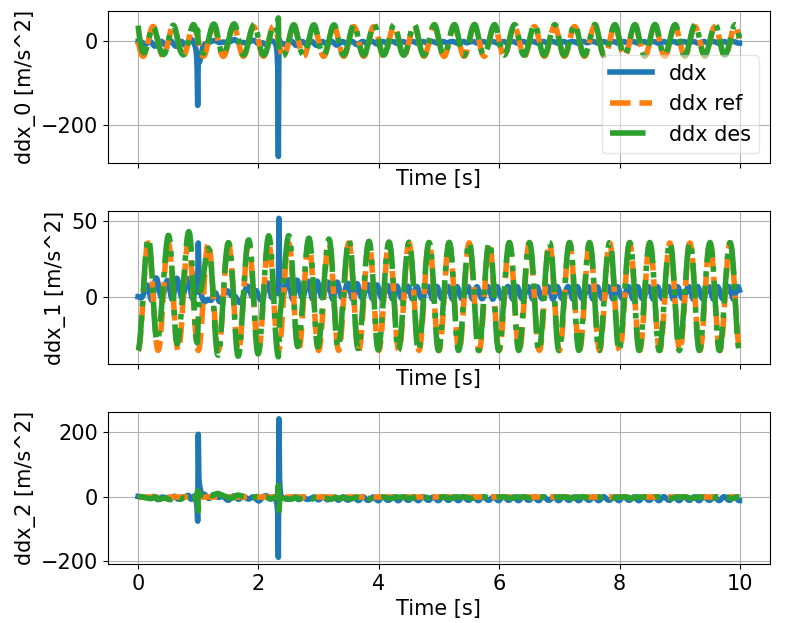 ddx_0 [m/s^2]
0
−200
ddx
ddx ref
ddx des
Time [s]
ddx_1 [m/s^2]
50
0
Time [s]
ddx_2 [m/s^2]
200
0
−200
0 2 4 6 8 10
Time [s]